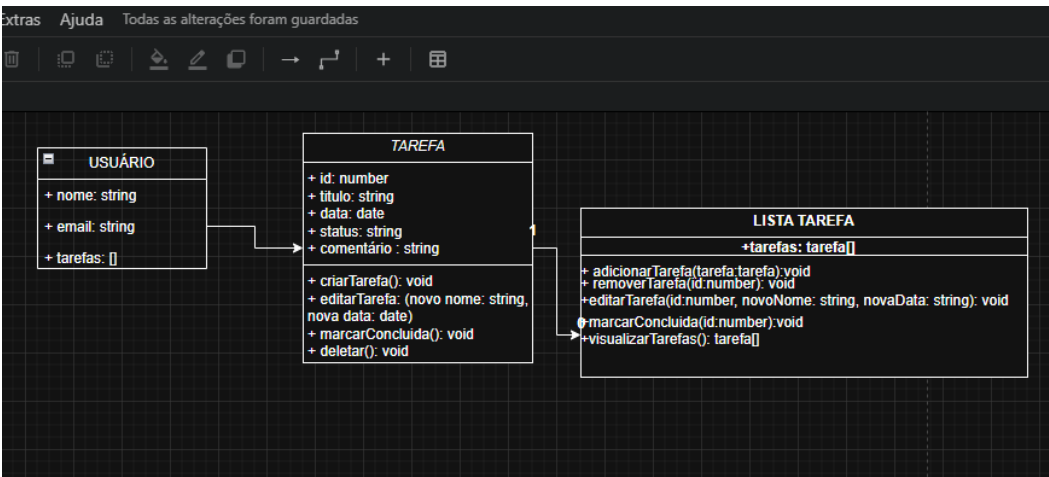 Extras Ajuda Todas as alterações foram guardadas
USUÁRIO
+ nome: string
+ email: string
+ tarefas: []
TAREFA
+ id: number
+ titulo: string
+ data: date
+ status: string
+ comentário : string
+ criarTarefa(): void
+ editarTarefa: (novo nome: string,
nova data: date)
+ marcarConcluida(): void
+ deletar(): void
1
LISTA TAREFA
+tarefas: tarefa[]
+ adicionarTarefa(tarefa:tarefa):void
+ removerTarefa(id:number): void
+editarTarefa(id:number, novoNome: string, novaData: string): void
0
+marcarConcluida(id:number):void
+visualizarTarefas(): tarefa[]